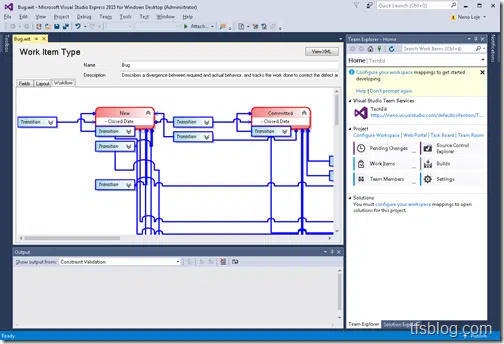 Bug.wit - Microsoft Visual Studio Express 2015 for Windows Desktop (Administrator)
Quick Launch (Ctrl+Q)
File Edit View Project Debug Team Tools Test Window Help
Nena Loje
Attach...
Toolbox
Bug.wit
Work Item Type
View XML
Name:
Bug
Description:
Describes a divergence between required and actual behavior, and tracks the work done to correct the defect a
Fields
Layout
Workflow
Transition
New
- Closed Date
Transition
Transition
Transition
Transition
Transition
Committed
- Closed Date
Transition
Transition
Output
Show output from: Constraint Validation
Team Explorer - Home
Search Work Items (Ctrl+)
Home | TechEd
Configure your workspace mappings to get started developing.
Help | Don't prompt again
Visual Studio Team Services
TechEd
http://nena.visualstudio.com/defaultcollection/T...
Project
Configure Workspace | Web Portal | Task Board | Team Room
Pending Changes
Source Control Explorer
Work Items
Builds
Team Members
Settings
Solutions
You must configure your workspace mappings to open solutions for this project.
Notifications
Team Explorer
Solution Explorer
tfsblog.com
Ready
Publish